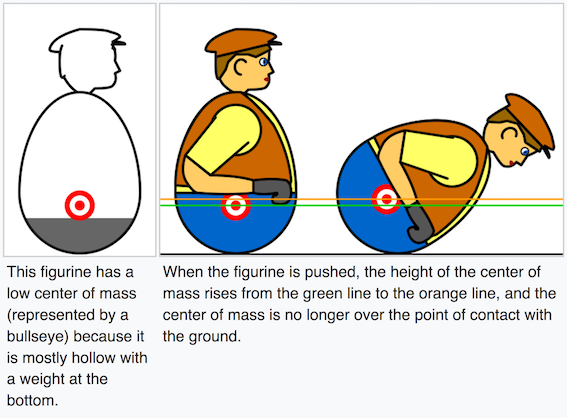 This figurine has a
low center of mass
(represented by a
bullseye) because it
is mostly hollow with
a weight at the
bottom.
When the figurine is pushed, the height of the center of
mass rises from the green line to the orange line, and the
center of mass is no longer over the point of contact with
the ground.